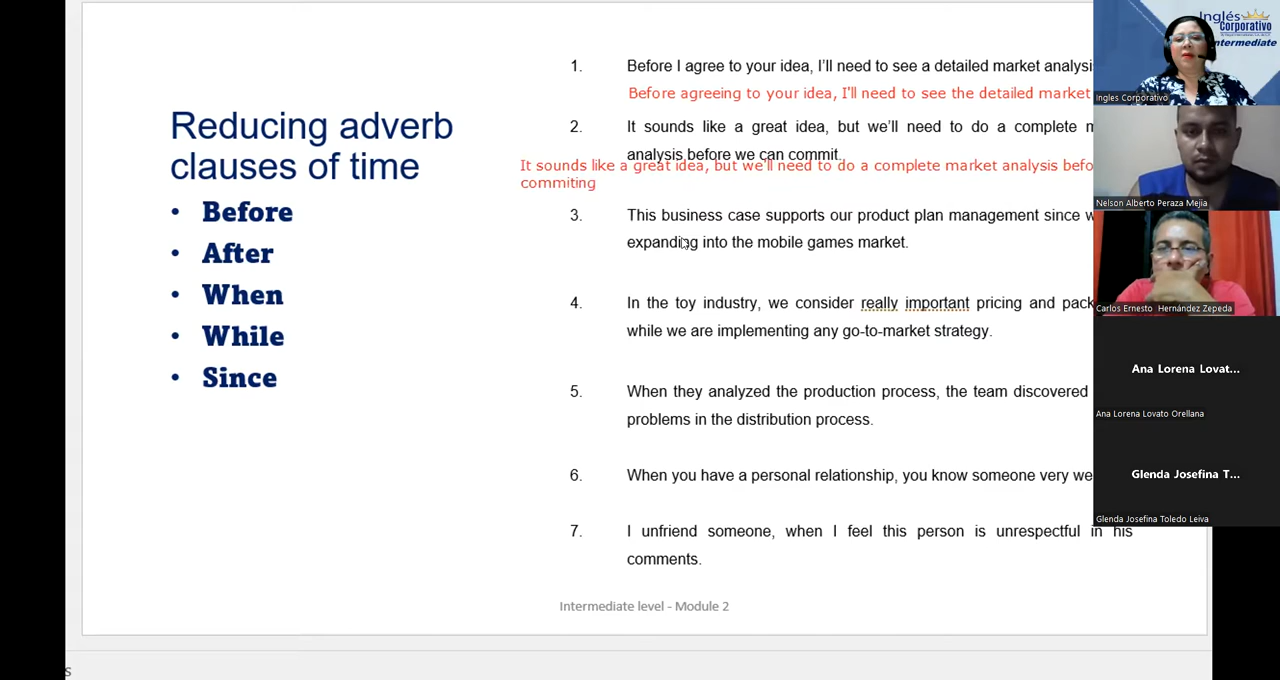 Reducing adverb
clauses of time
• Before
• After
• When
• While
• Since
1. Before I agree to your idea, I'll need to see a detailed market
Before agreeing to your idea, I'll need to see the detailed market
2. It sounds like a great idea, but we'll need to do a complete
analysis before we can commit.
It sounds like a great idea, but we'll need to do a complete market analysis
commiting
3. This business case supports our product plan management since
expanding into the mobile games market.
4. In the toy industry, we consider really important pricing and
while we are implementing any go-to-market strategy.
5. When they analyzed the production process, the team discovered
problems in the distribution process.
6. When you have a personal relationship, you know someone very
7. I unfriend someone, when I feel this person is unrespectful in his
comments.
Intermediate level - Module 2
s
Inglés
Corporativo
Intermediate
Ingles Corporativo
Nelson Alberto Peraza Mejia
Carlos Ernesto Hernández Zepeda
Ana Lorena Lovat...
Ana Lorena Lovato Orellana
Glenda Josefina T...
Glenda Josefina Toledo Leiva